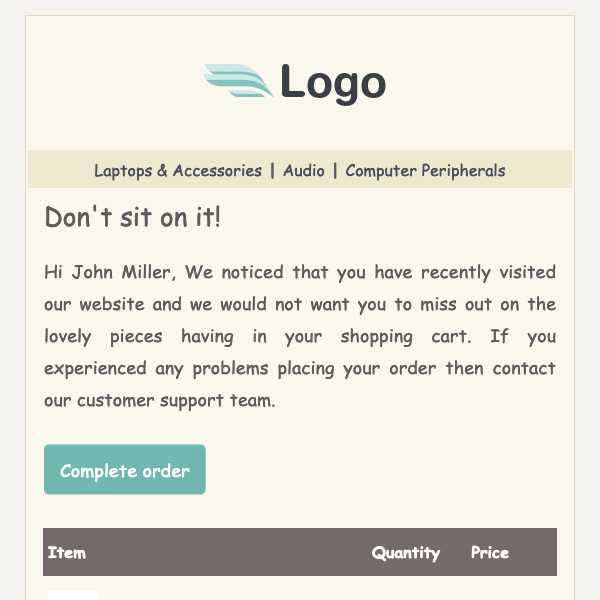 Logo
Laptops & Accessories | Audio | Computer Peripherals
Don't sit on it!
Hi John Miller, We noticed that you have recently visited
our website and we would not want you to miss out on the
lovely pieces having in your shopping cart. If you
experienced any problems placing your order then contact
our customer support team.
Complete order
Item Quantity Price